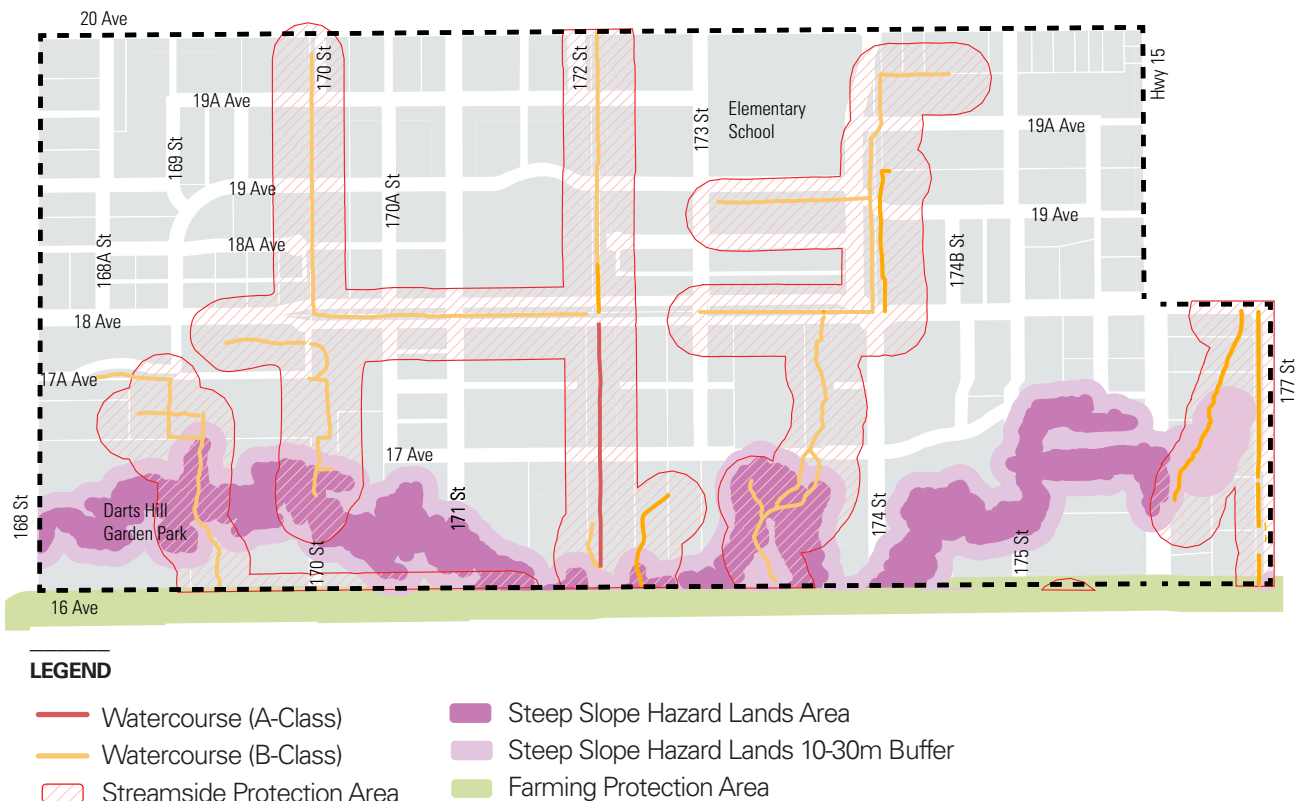 20 Ave
170 St
172 St
Hwy 15
19A Ave
173 St
Elementary
School
19A Ave
169 St
19 Ave
170A St
19 Ave
168A St
18A Ave
174B St
18 Ave
17A Ave
177 St
17 Ave
168 St
Darts Hill
Garden Park
171 St
174 St
175 St
170 St
16 Ave
LEGEND
Watercourse (A-Class)
Watercourse (B-Class)
Streamside Protection Area
Steep Slope Hazard Lands Area
Steep Slope Hazard Lands 10-30m Buffer
Farming Protection Area